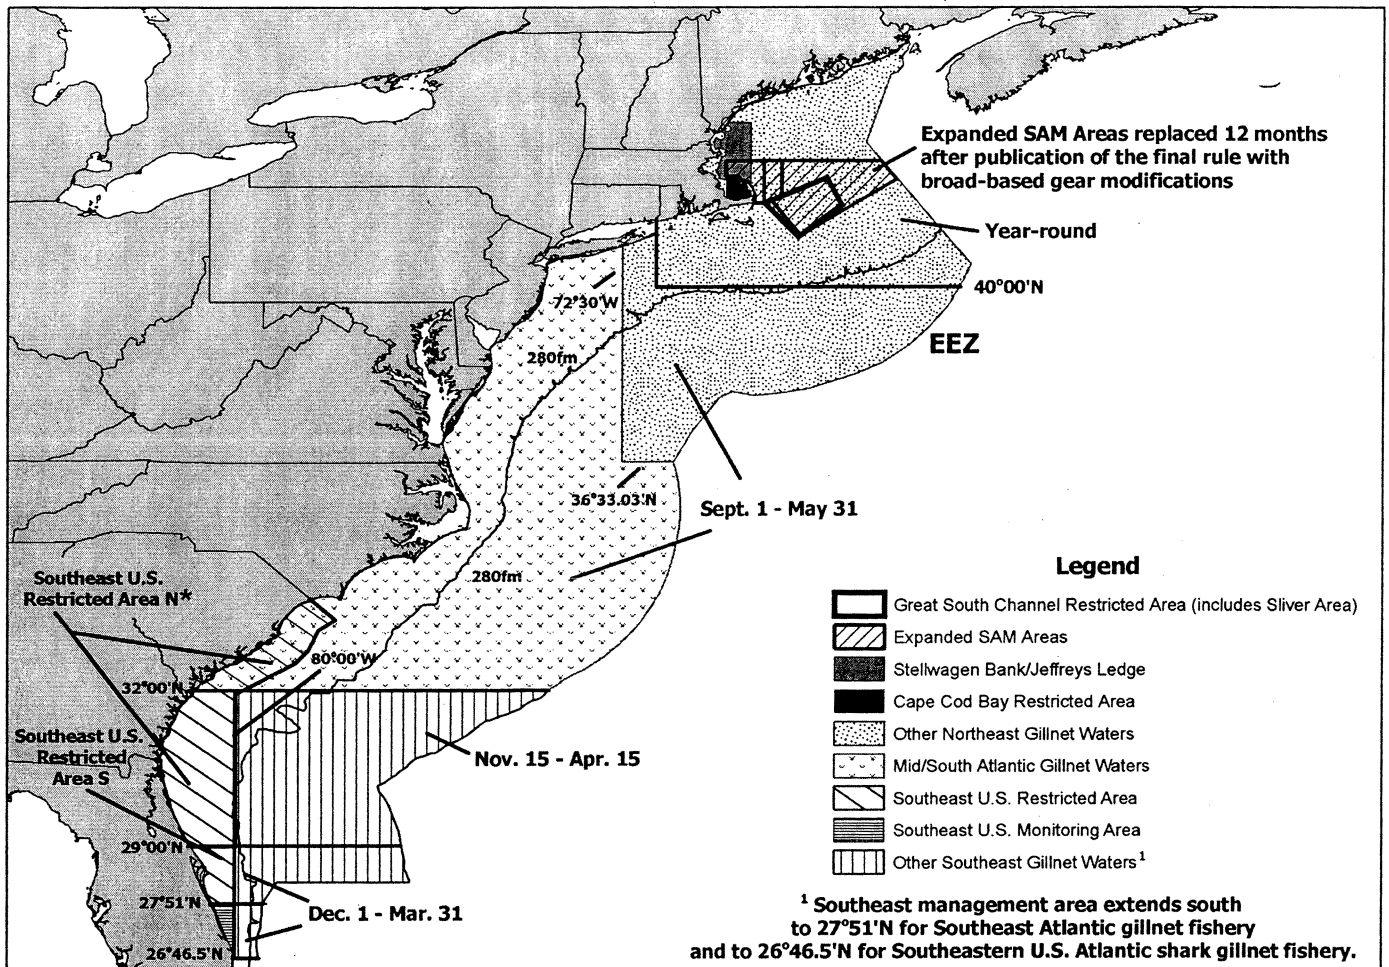 Expanded SAM Areas replaced 12 months
after publication of the final rule with
broad-based gear modifications
Year-round
40°00'N
72°30'W
EEZ
280fm
36°33.03'N
Sept. 1 - May 31
280fm
Southeast U.S.
Restricted Area N*
80°00'W
32°00'N
Southeast U.S.
Restricted
Area S
Nov. 15 - Apr. 15
29°00'N
27°51'N
Dec. 1 - Mar. 31
26°46.5'N
Legend
Great South Channel Restricted Area (includes Sliver Area)
Expanded SAM Areas
Stellwagen Bank/Jeffreys Ledge
Cape Cod Bay Restricted Area
Other Northeast Gillnet Waters
Mid/South Atlantic Gillnet Waters
Southeast U.S. Restricted Area
Southeast U.S. Monitoring Area
Other Southeast Gillnet Waters¹
¹ Southeast management area extends south
to 27°51'N for Southeast Atlantic gillnet fishery
and to 26°46.5'N for Southeastern U.S. Atlantic shark gillnet fishery.